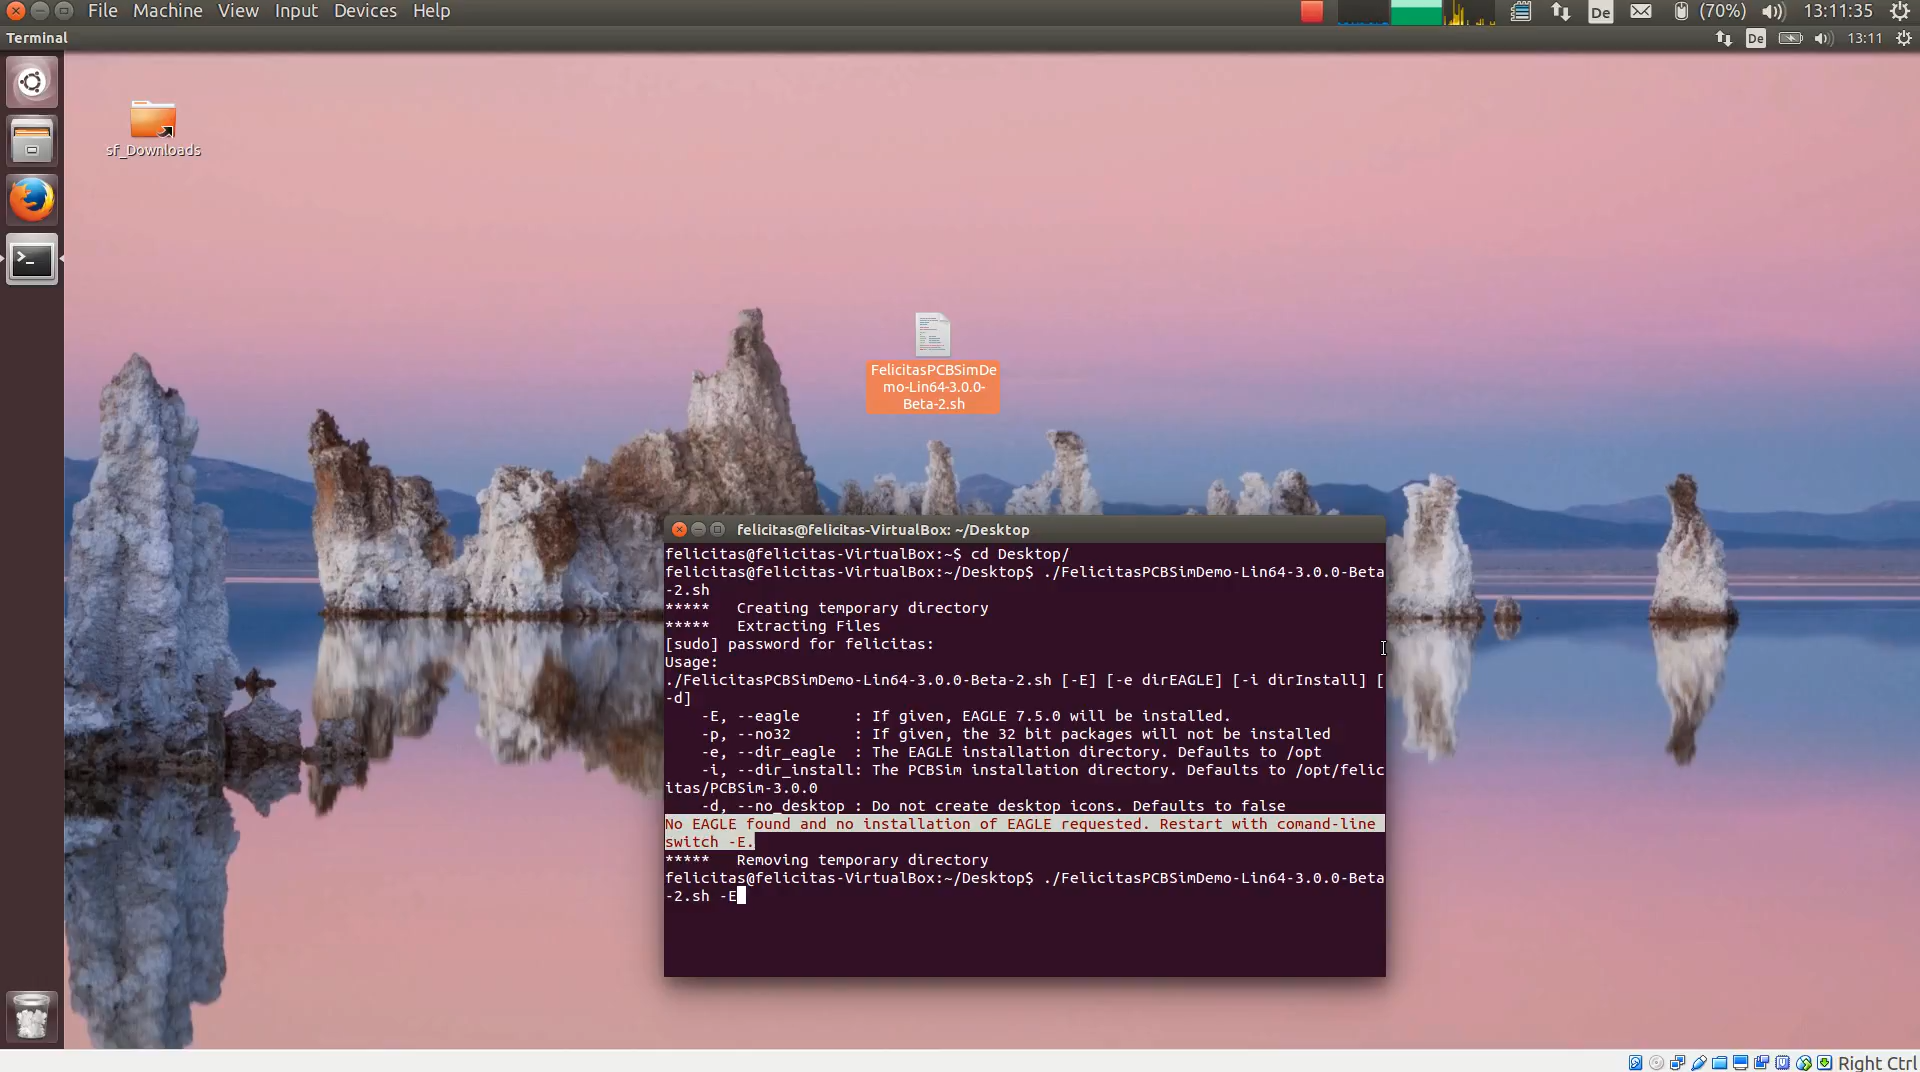 File Machine View Input Devices Help
De (70%) 13:11:35
Terminal
De 13:11
sf_Downloads
FelicitasPCBSimDe
mo-Lin64-3.0.0-
Beta-2.sh
felicitas@felicitas-VirtualBox: ~/Desktop
felicitas@felicitas-VirtualBox:~$ cd Desktop/
felicitas@felicitas-VirtualBox:~/Desktop$ ./FelicitasPCBSimDemo-Lin64-3.0.0-Beta
-2.sh
***** Creating temporary directory
***** Extracting Files
[sudo] password for felicitas:
Usage:
./FelicitasPCBSimDemo-Lin64-3.0.0-Beta-2.sh [-E] [-e dirEAGLE] [-i dirInstall] [
-d]
-E, --eagle : If given, EAGLE 7.5.0 will be installed.
-p, --no32 : If given, the 32 bit packages will not be installed
-e, --dir_eagle : The EAGLE installation directory. Defaults to /opt
-i, --dir_install: The PCBSim installation directory. Defaults to /opt/felic
itas/PCBSim-3.0.0
-d, --no_desktop : Do not create desktop icons. Defaults to false
No EAGLE found and no installation of EAGLE requested. Restart with comand-line
switch -E.
***** Removing temporary directory
felicitas@felicitas-VirtualBox:~/Desktop$ ./FelicitasPCBSimDemo-Lin64-3.0.0-Beta
-2.sh -E
Right Ctrl